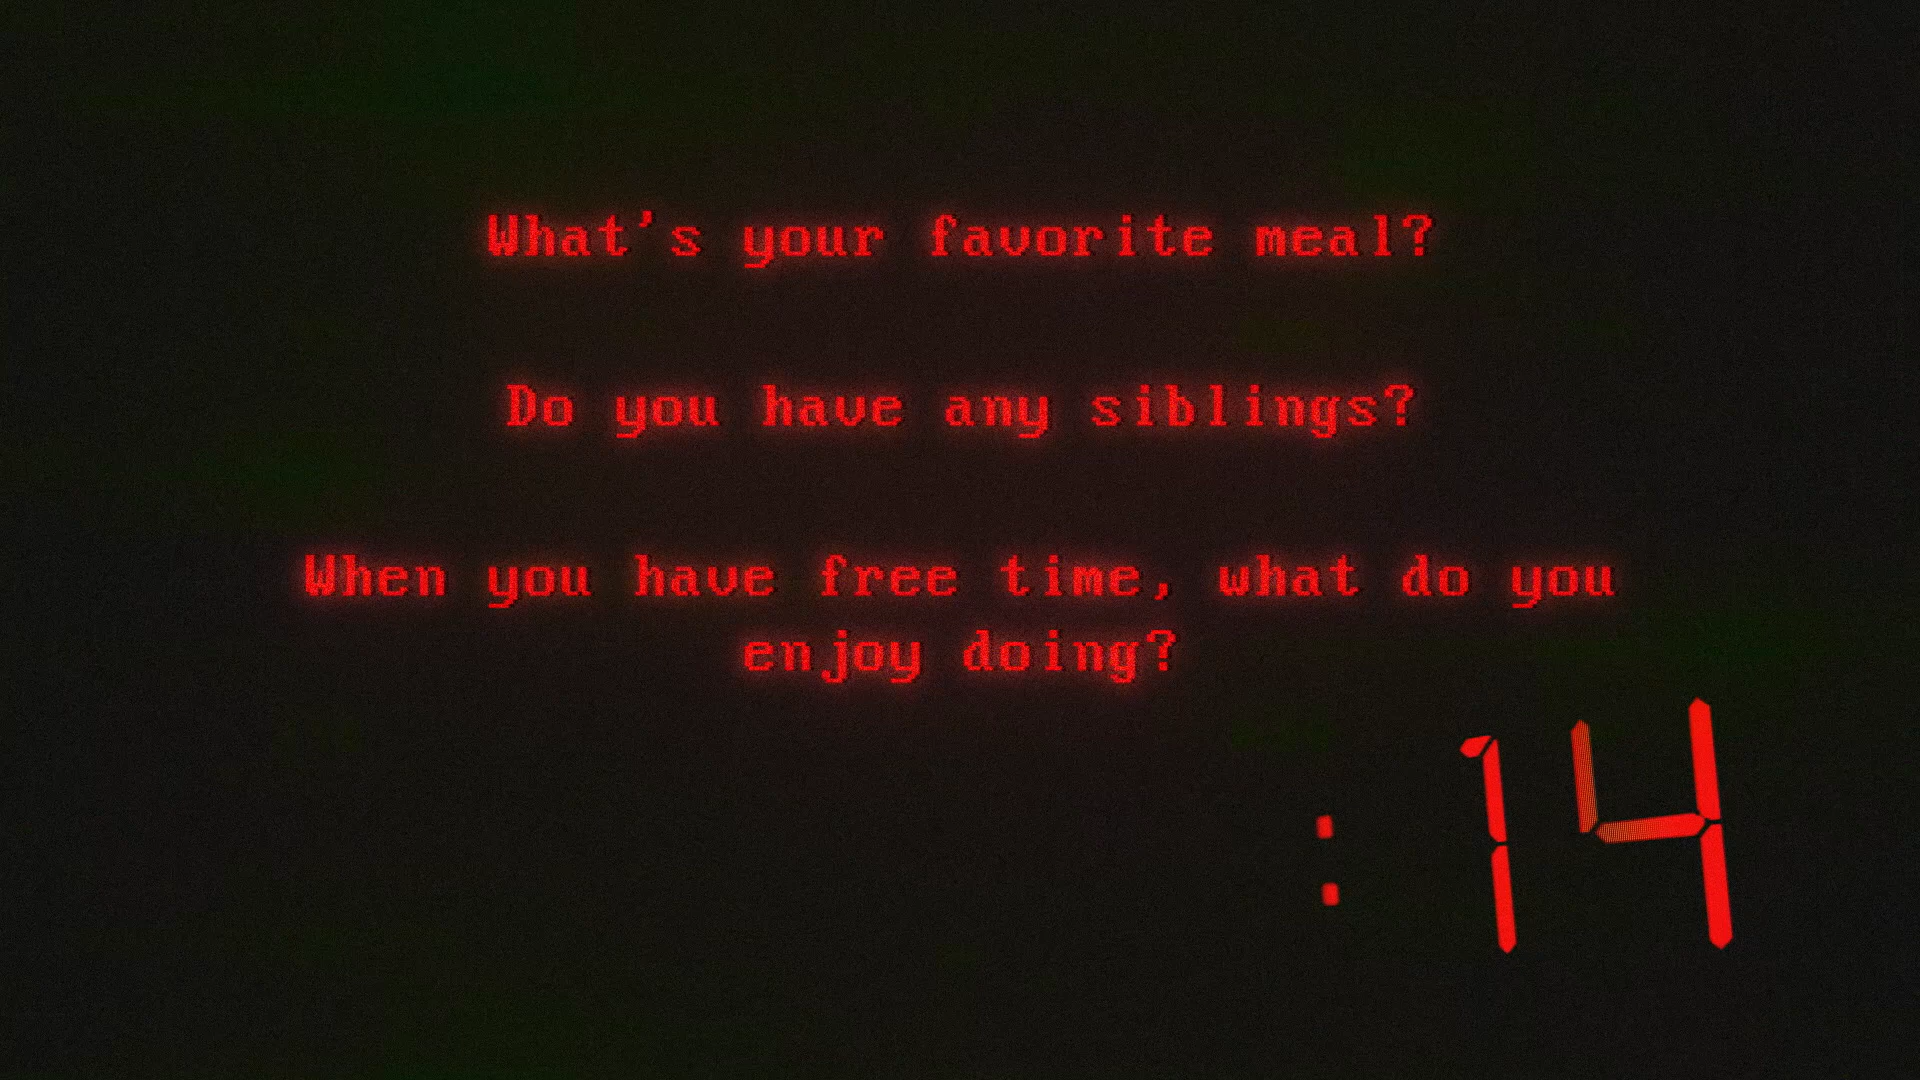 What's your favorite meal?
Do you have any siblings?
When you have free time, what do you
enjoy doing?
:14